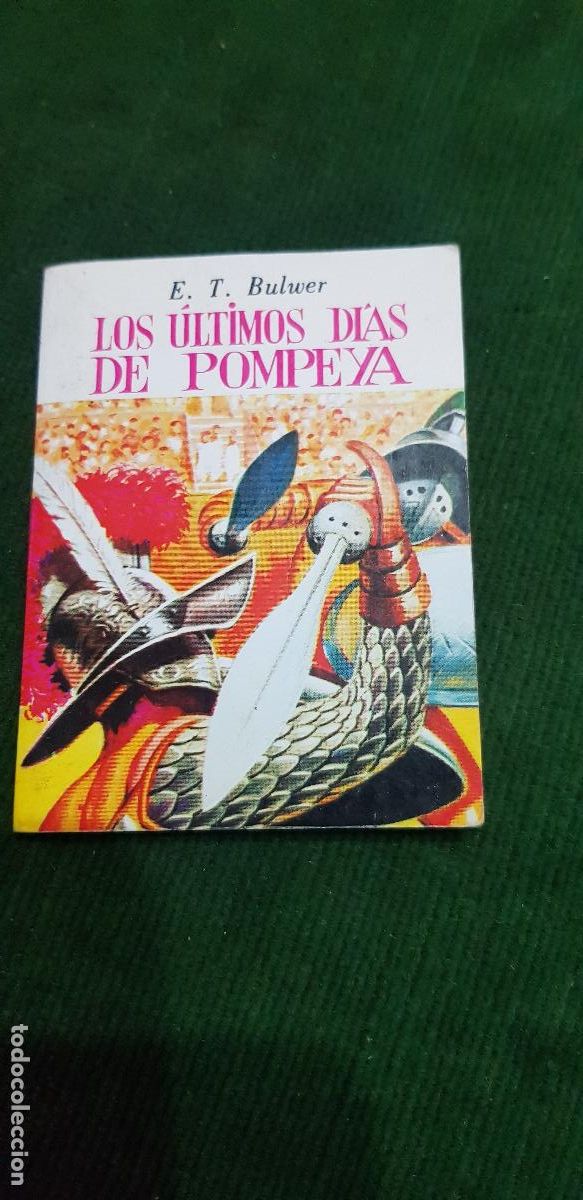 E. T. Bulwer
LOS ÚLTIMOS DÍAS
DE POMPEYA
todocoleccion